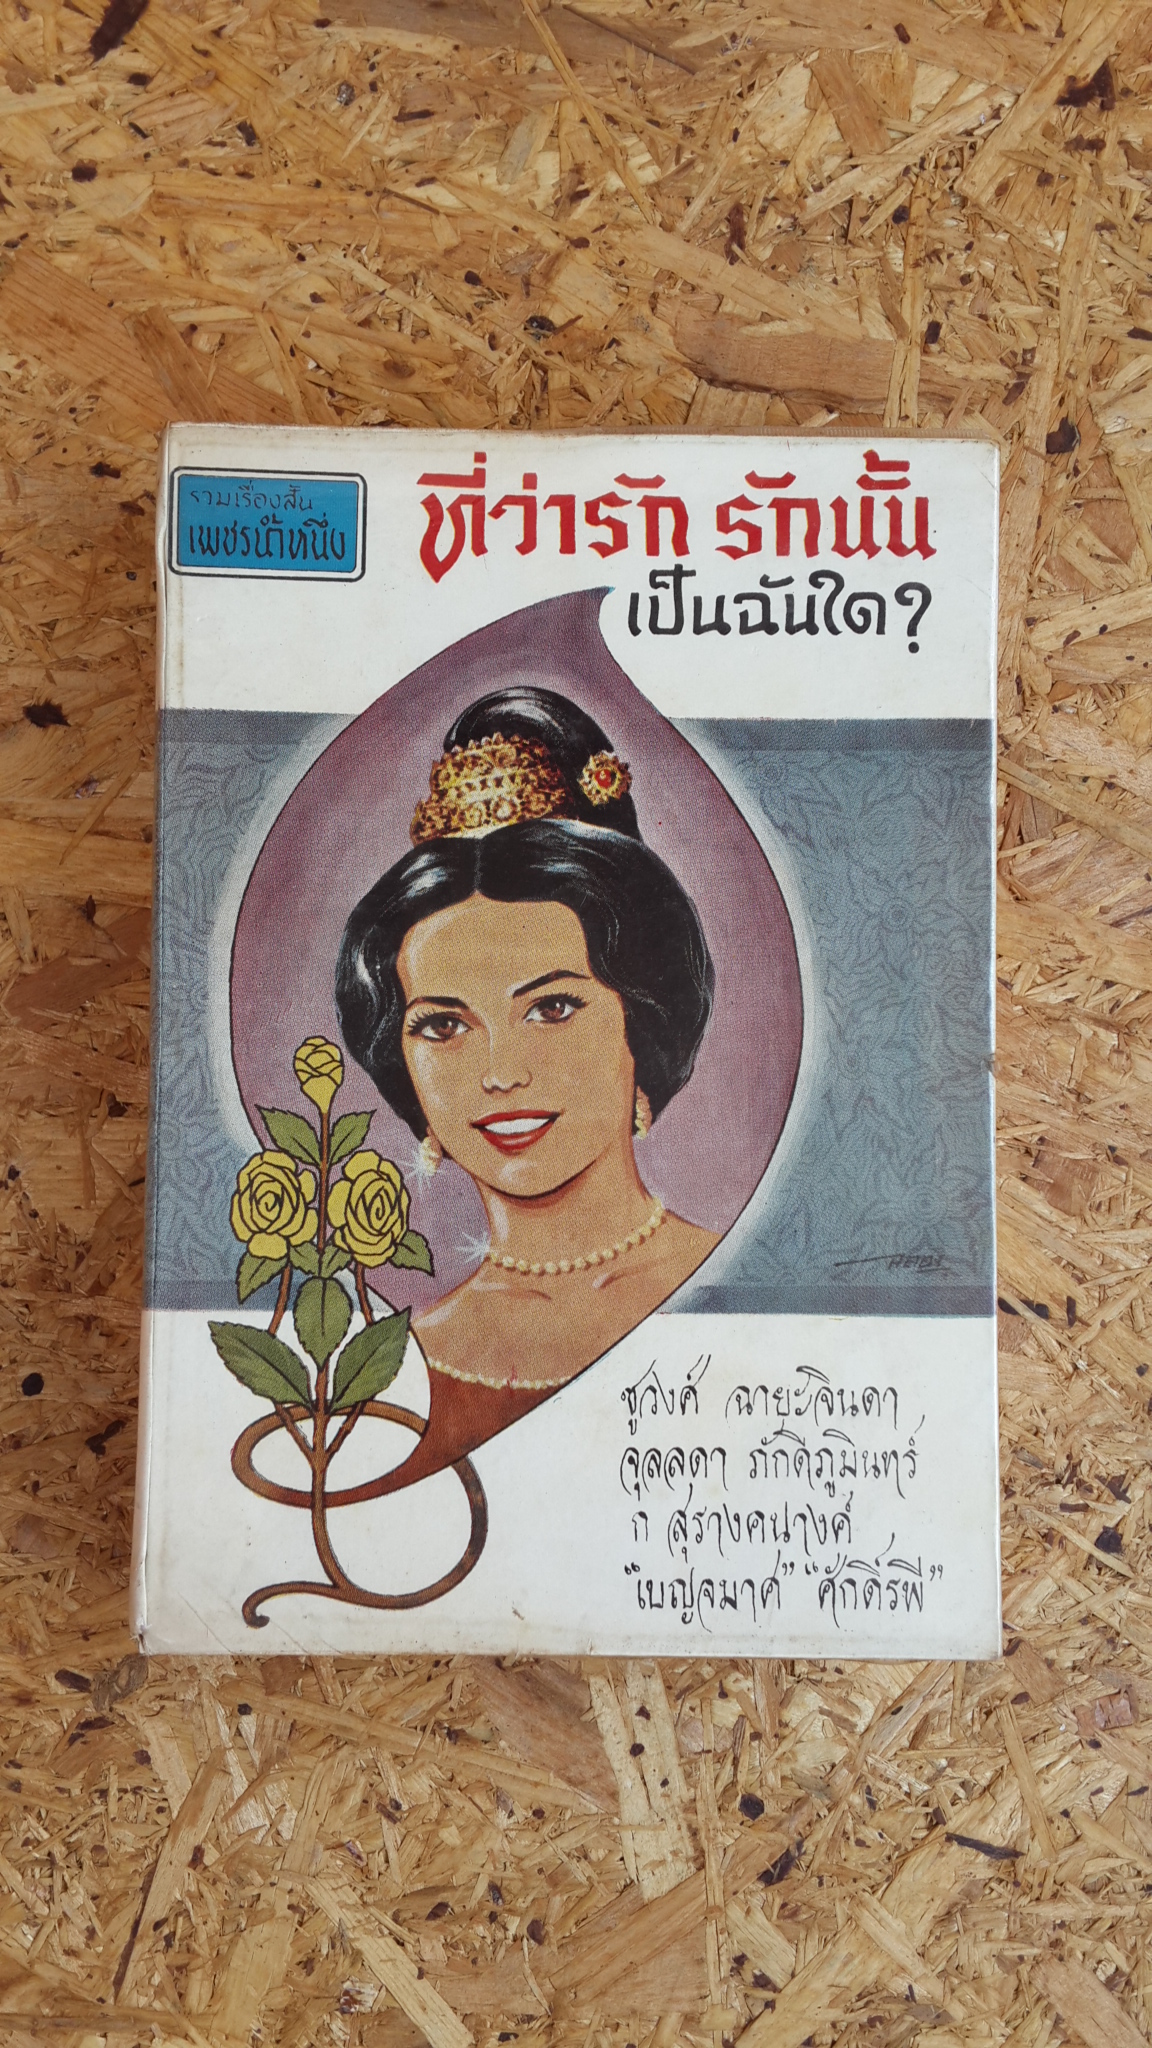 รวมเรื่องสั้น
เพชรน้ำหนึ่ง
ที่ว่ารัก รักนั้น
เป็นฉันใด?
ชูวงศ์ ฉายะจินดา
จุลลดา ภักดีภูมินทร์
ก สุรางคนางค์
"เบญจมาศ" "ศักดิ์รพี"